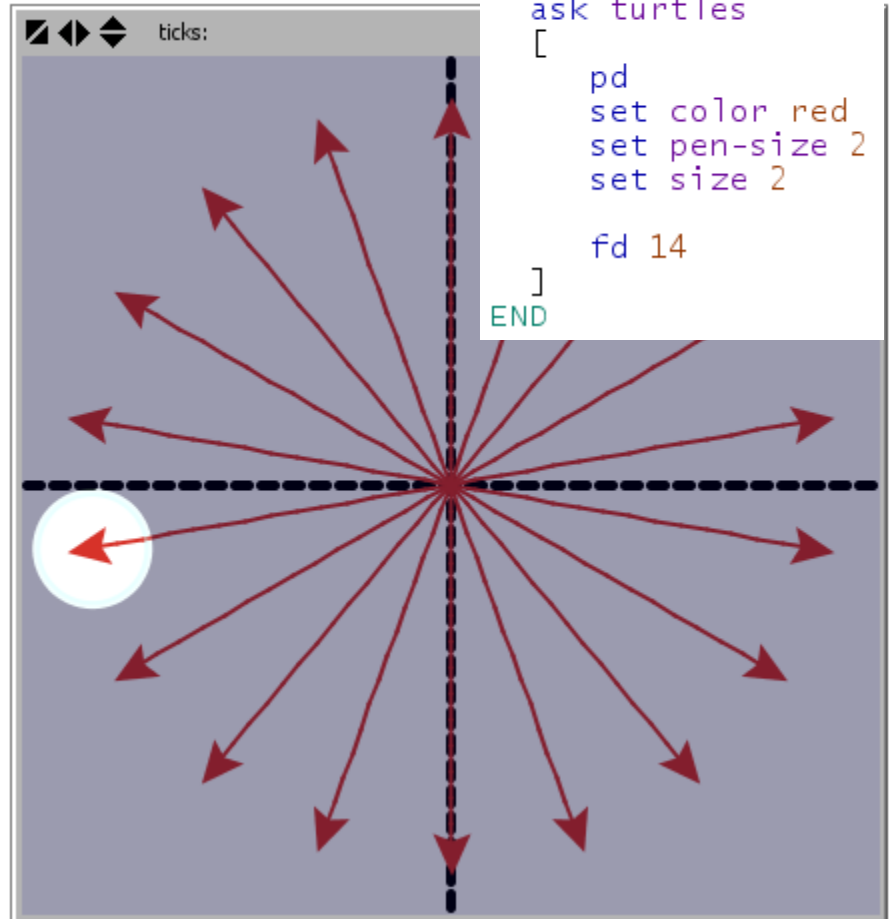 ticks:
ask turtles
[
pd
set color red
set pen-size 2
set size 2
fd 14
]
END